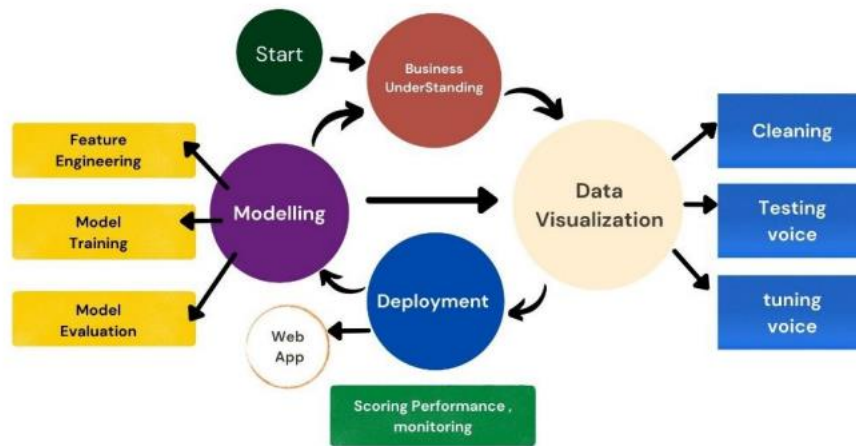 Start
Business
UnderStanding
Feature
Engineering
Cleaning
Modelling
Data
Visualization
Model
Training
Testing
voice
Model
Evaluation
Deployment
tuning
voice
Web
App
Scoring Performance ,
monitoring